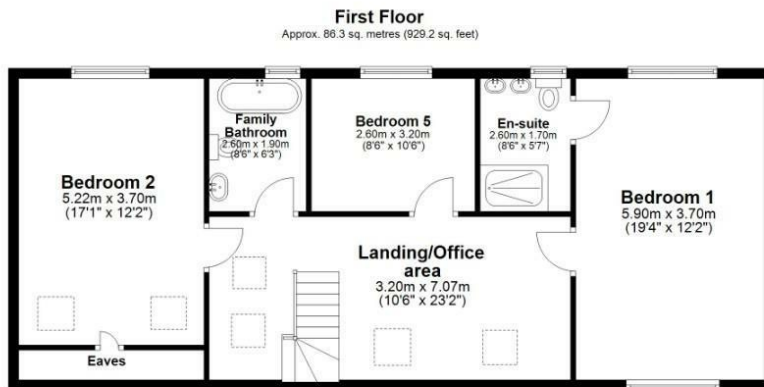 First Floor
Approx. 86.3 sq. metres (929.2 sq. feet)
Family
Bathroom
2.60m x 1.90m
(8'6" x 6'3")
Bedroom 5
2.60m x 3.20m
(8'6" x 10'6")
En-suite
2.60m x 1.70m
(8'6" x 5'7")
Bedroom 2
5.22m x 3.70m
(17'1" x 12'2")
Bedroom 1
5.90m x 3.70m
(19'4" x 12'2")
Landing/Office
area
3.20m x 7.07m
(10'6" x 23'2")
Eaves